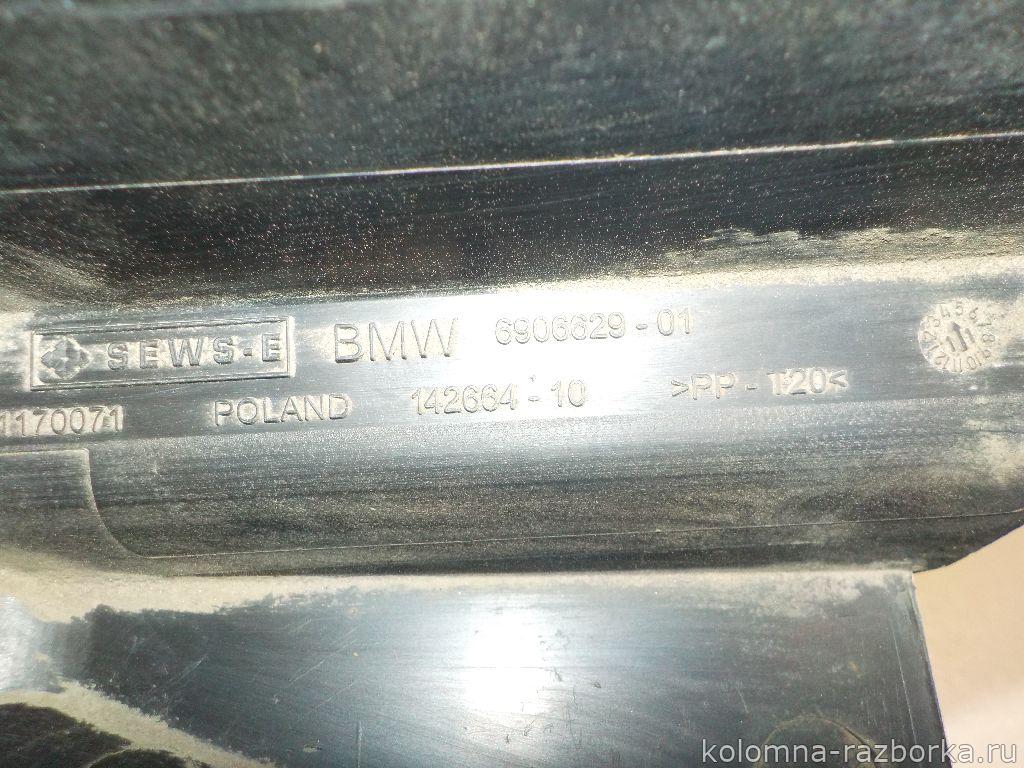 SEWS-E BMW 6906629-01
1170071 POLAND 142664-10 >PP-T20<
kolomna-razborka.ru